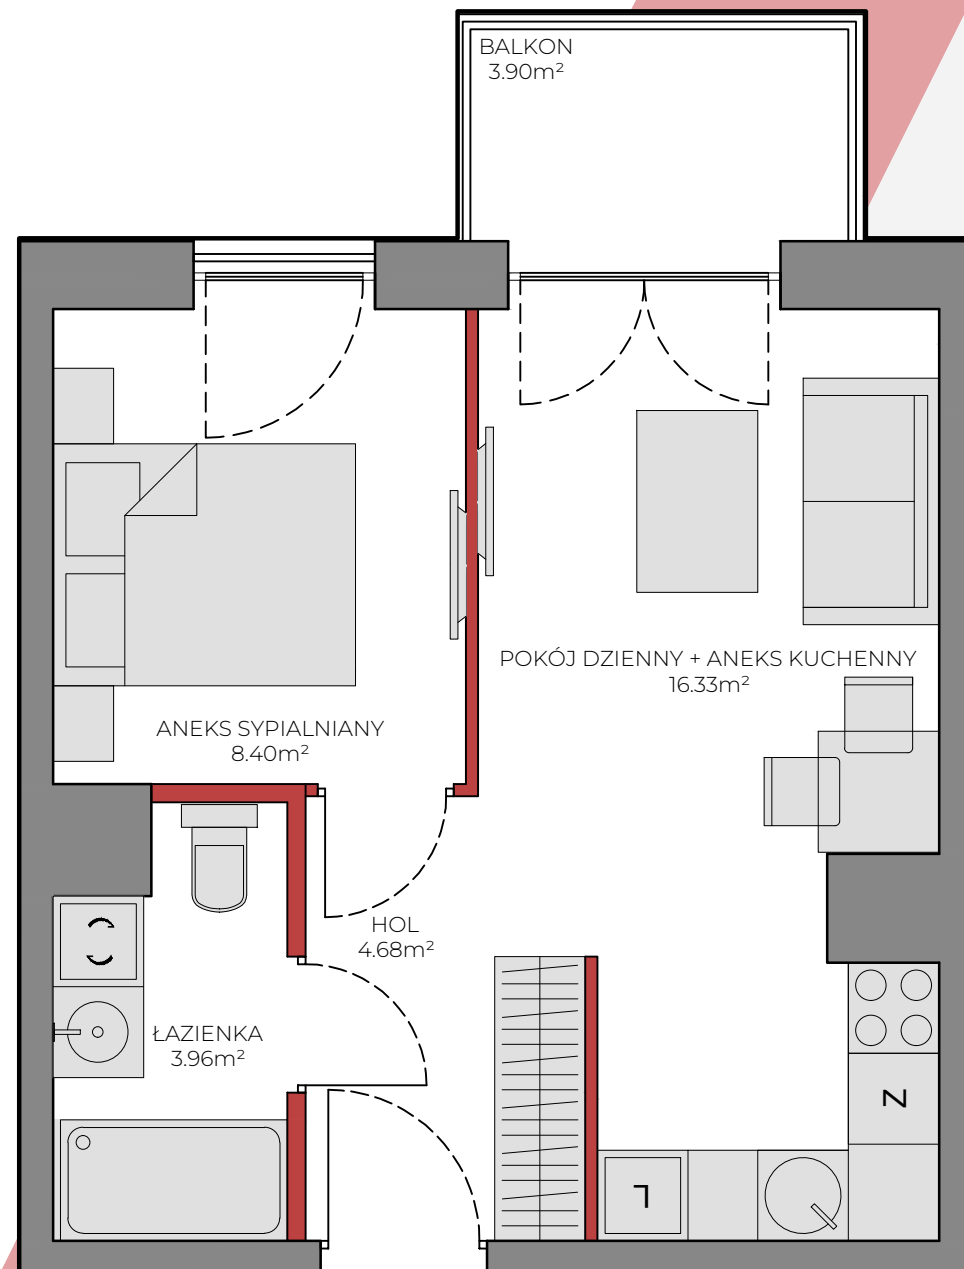 BALKON
3.90m²
POKÓJ DZIENNY + ANEKS KUCHENNY
16.33m²
ANEKS SYPIALNIANY
8.40m²
HOL
4.68m²
ŁAZIENKA
3.96m²
Z
L